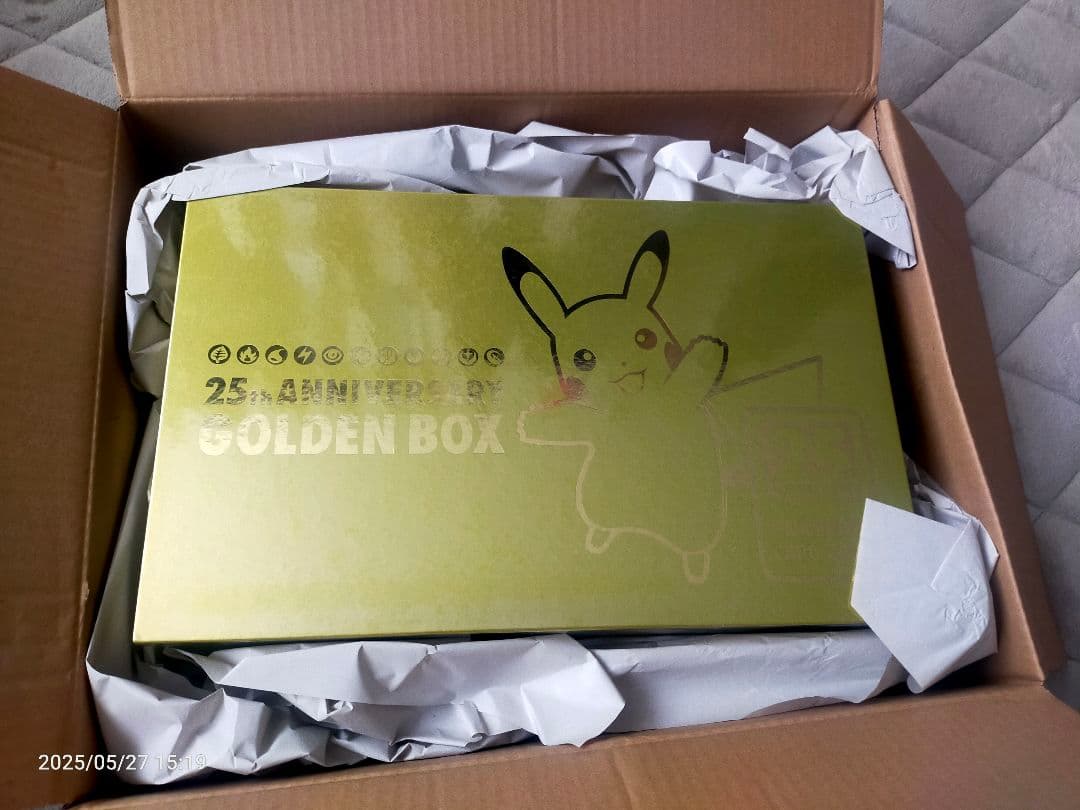 25th ANNIVERSARY
GOLDEN BOX
2025/05/27 15:19